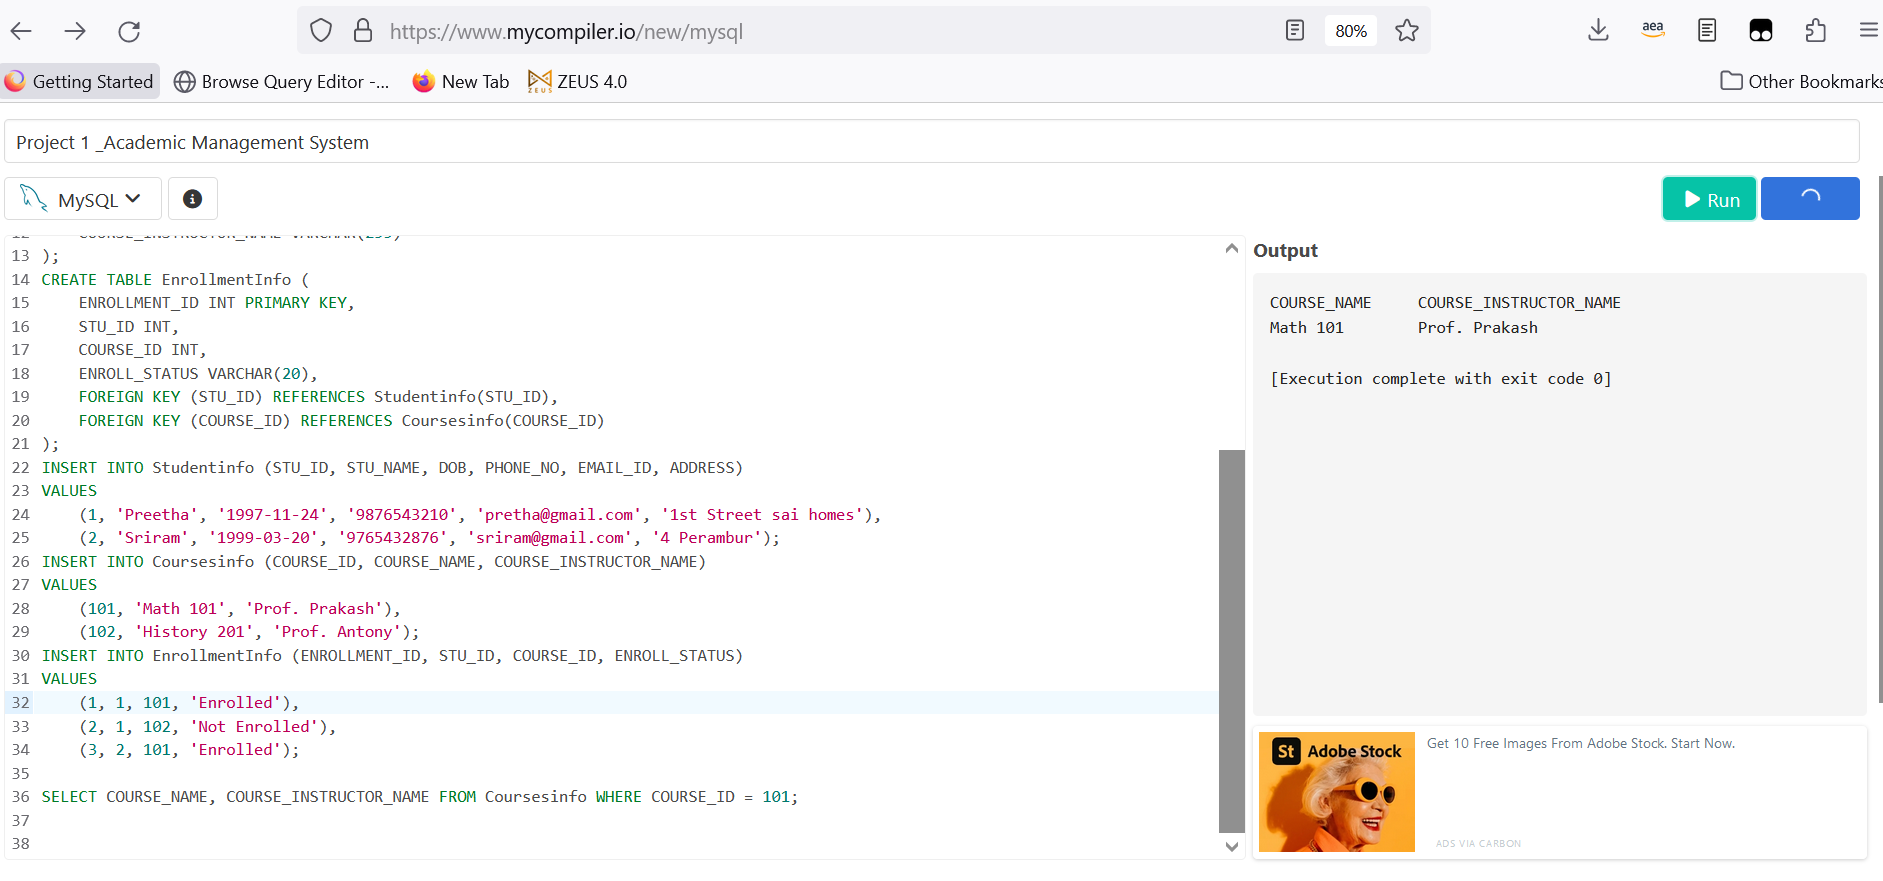 https://www.mycompiler.io/new/mysql
80%
aea
Getting Started
Browse Query Editor -...
New Tab
ZEUS
ZEUS 4.0
Other Bookmarks
Project 1 _Academic Management System
MySQL
Run
Output
12     COURSE_INSTRUCTOR_NAME VARCHAR(255)
13 );
14 CREATE TABLE EnrollmentInfo (
15     ENROLLMENT_ID INT PRIMARY KEY,
16     STU_ID INT,
17     COURSE_ID INT,
18     ENROLL_STATUS VARCHAR(20),
19     FOREIGN KEY (STU_ID) REFERENCES Studentinfo(STU_ID),
20     FOREIGN KEY (COURSE_ID) REFERENCES Coursesinfo(COURSE_ID)
21 );
22 INSERT INTO Studentinfo (STU_ID, STU_NAME, DOB, PHONE_NO, EMAIL_ID, ADDRESS)
23 VALUES
24     (1, 'Preetha', '1997-11-24', '9876543210', 'pretha@gmail.com', '1st Street sai homes'),
25     (2, 'Sriram', '1999-03-20', '9765432876', 'sriram@gmail.com', '4 Perambur');
26 INSERT INTO Coursesinfo (COURSE_ID, COURSE_NAME, COURSE_INSTRUCTOR_NAME)
27 VALUES
28     (101, 'Math 101', 'Prof. Prakash'),
29     (102, 'History 201', 'Prof. Antony');
30 INSERT INTO EnrollmentInfo (ENROLLMENT_ID, STU_ID, COURSE_ID, ENROLL_STATUS)
31 VALUES
32     (1, 1, 101, 'Enrolled'),
33     (2, 1, 102, 'Not Enrolled'),
34     (3, 2, 101, 'Enrolled');
35
36 SELECT COURSE_NAME, COURSE_INSTRUCTOR_NAME FROM Coursesinfo WHERE COURSE_ID = 101;
37
38
COURSE_NAME     COURSE_INSTRUCTOR_NAME
Math 101        Prof. Prakash
[Execution complete with exit code 0]
St Adobe Stock
Get 10 Free Images From Adobe Stock. Start Now.
ADS VIA CARBON